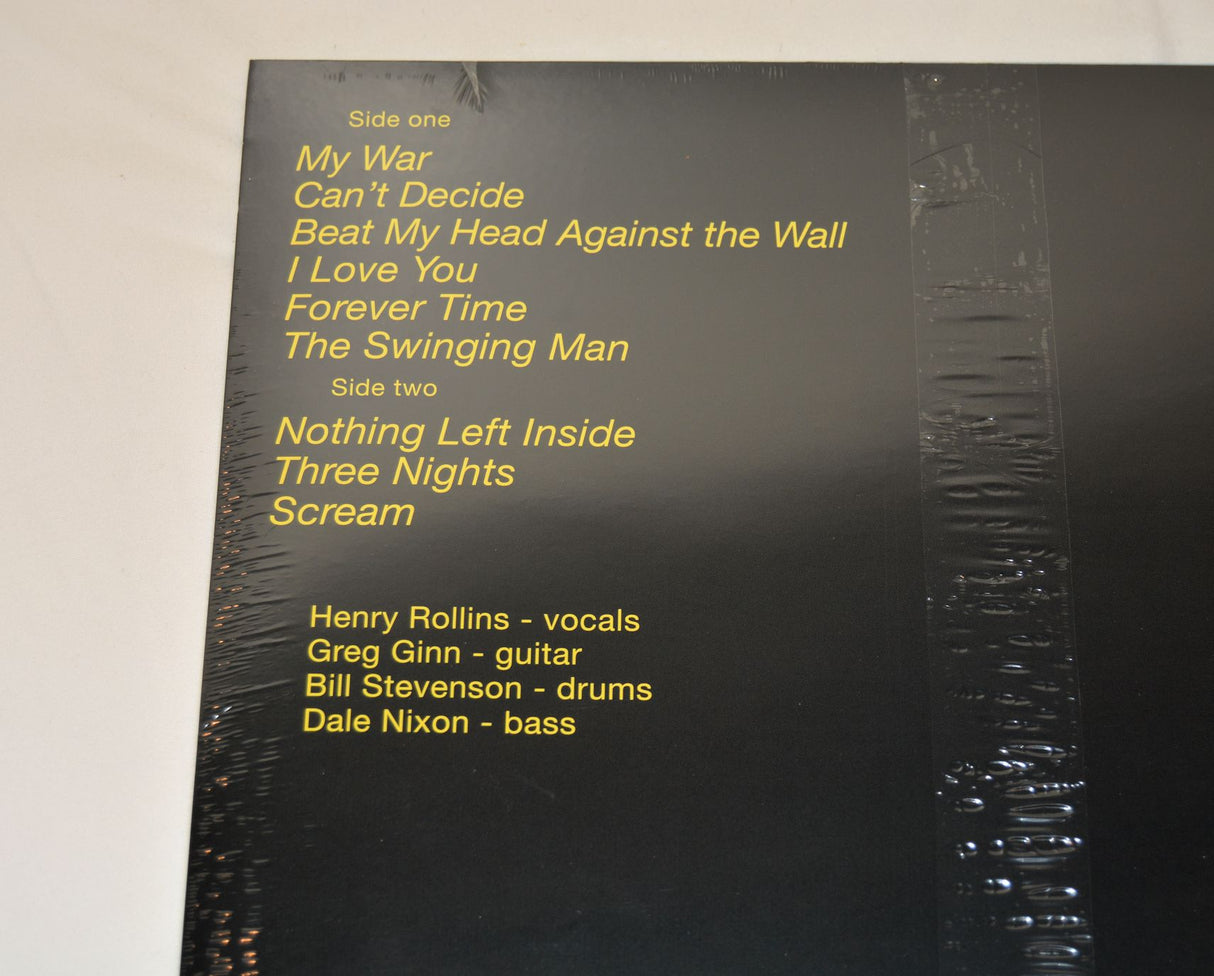 Side one
My War
Can’t Decide
Beat My Head Against the Wall
I Love You
Forever Time
The Swinging Man
Side two
Nothing Left Inside
Three Nights
Scream
Henry Rollins - vocals
Greg Ginn - guitar
Bill Stevenson - drums
Dale Nixon - bass